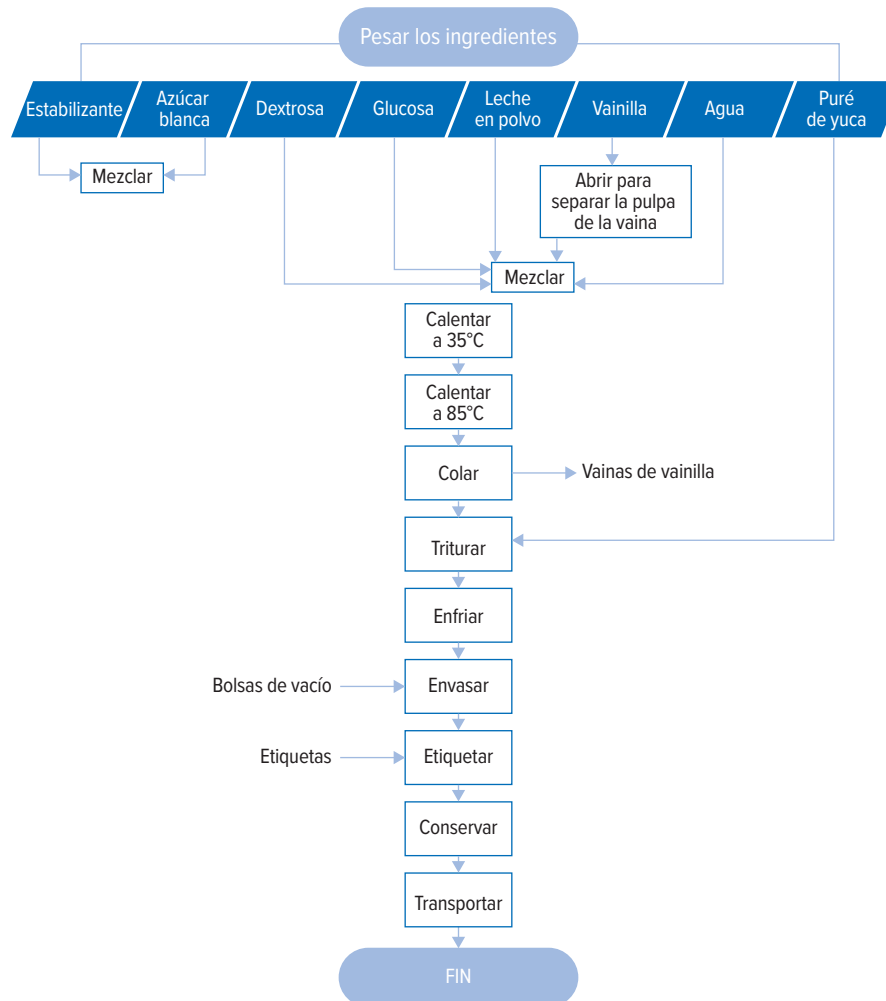 Pesar los ingredientes
Estabilizante
Azúcar
blanca
Dextrosa
Glucosa
Leche
en polvo
Vainilla
Agua
Puré
de yuca
Mezclar
Abrir para
separar la pulpa
de la vaina
Mezclar
Calentar
a 35°C
Calentar
a 85°C
Colar
Vainas de vainilla
Triturar
Enfriar
Bolsas de vacío
Envasar
Etiquetas
Etiquetar
Conservar
Transportar
FIN